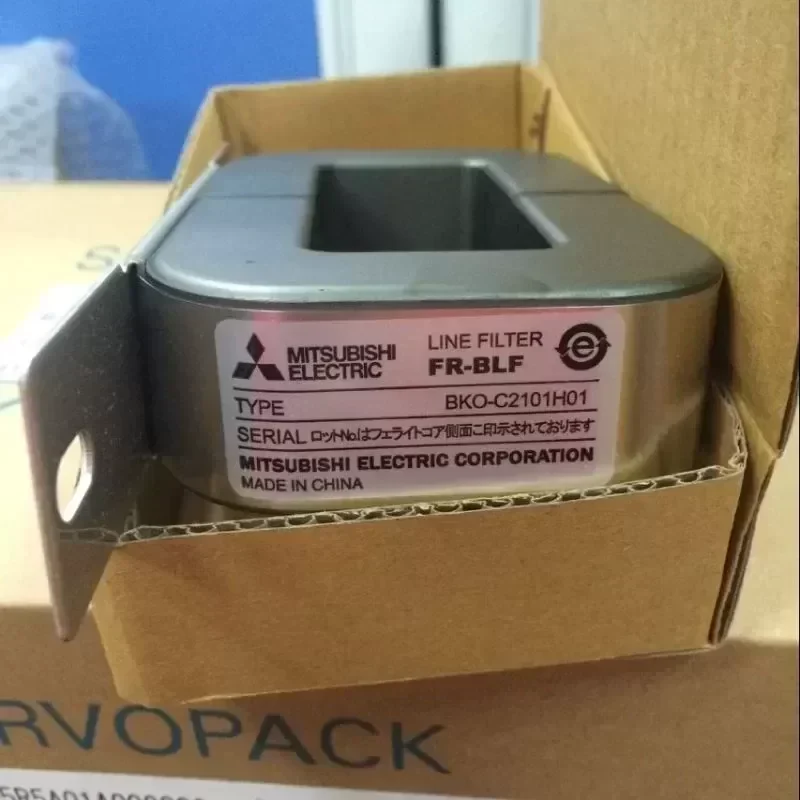 MITSUBISHI
ELECTRIC
LINE FILTER
FR-BLF
e
TYPE BKO-C2101H01
SERIAL ロットNo.はフェライトコア側面に印示されております
MITSUBISHI ELECTRIC CORPORATION
MADE IN CHINA
RVOPACK